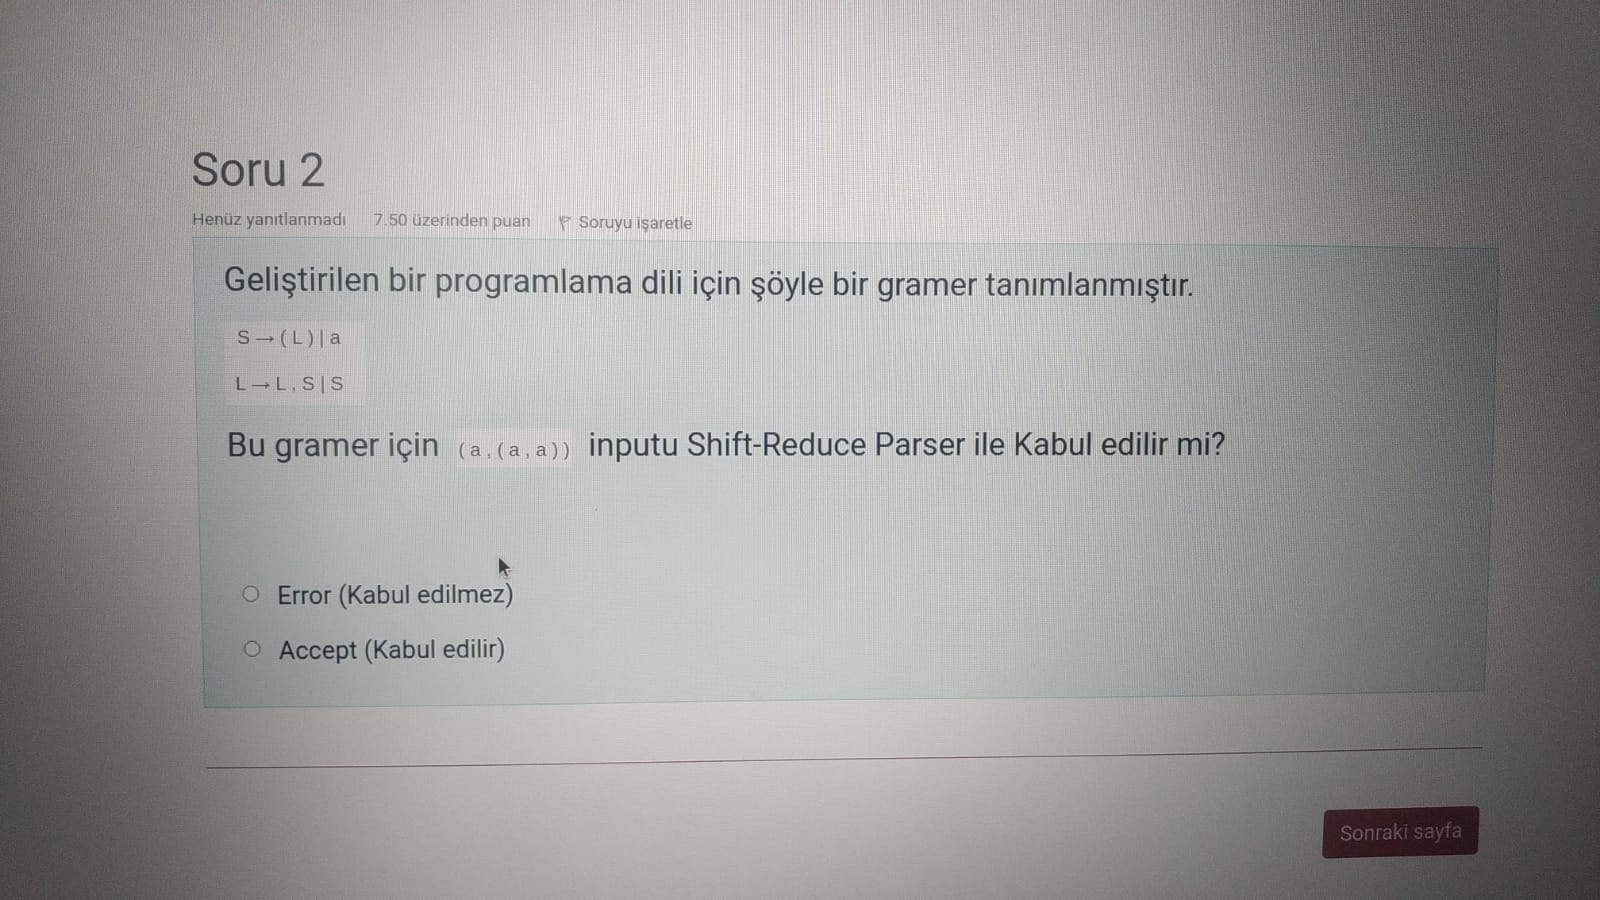 Soru 2
Henüz yanıtlanmadı 7.50 üzerinden puan Soruyu işaretle
Geliştirilen bir programlama dili için şöyle bir gramer tanımlanmıştır.
S→(L)|a
L→L,S|S
Bu gramer için (a,(a,a)) inputu Shift-Reduce Parser ile Kabul edilir mi?
Error (Kabul edilmez)
Accept (Kabul edilir)
Sonraki sayfa